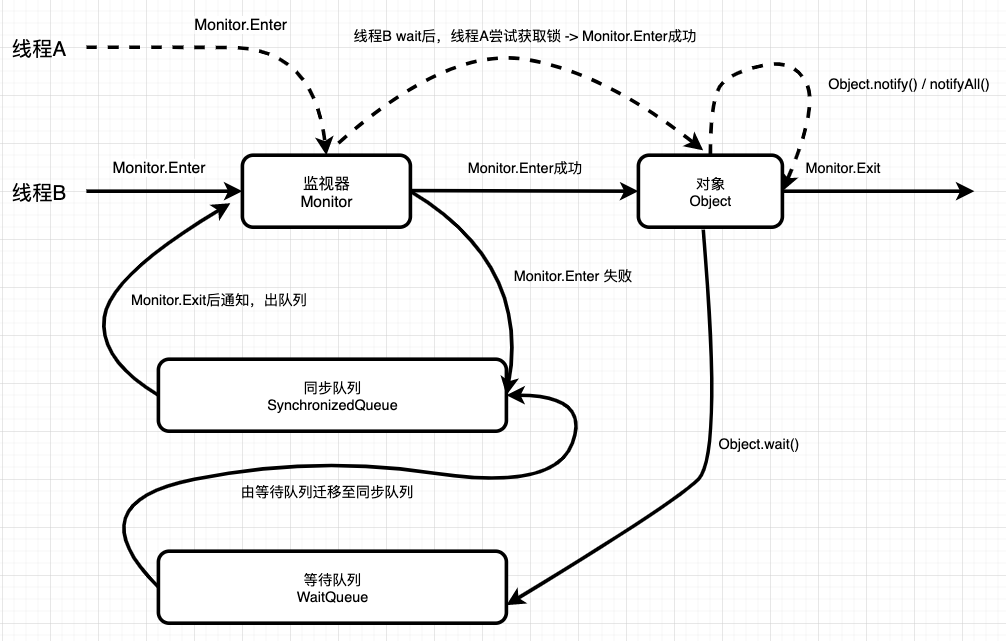 Monitor.Enter
线程A
线程B wait后，线程A尝试获取锁 -> Monitor.Enter成功
Object.notify() / notifyAll()
线程B
Monitor.Enter
监视器
Monitor
Monitor.Enter成功
对象
Object
Monitor.Exit
Monitor.Enter 失败
Monitor.Exit后通知，出队列
同步队列
SynchronizedQueue
Object.wait()
由等待队列迁移至同步队列
等待队列
WaitQueue